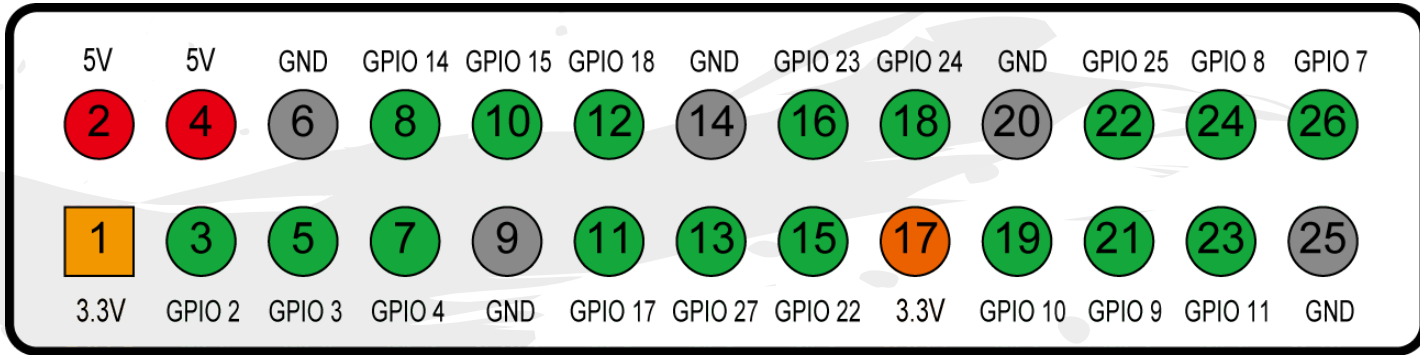 5V 5V GND GPIO 14 GPIO 15 GPIO 18 GND GPIO 23 GPIO 24 GND GPIO 25 GPIO 8 GPIO 7
2 4 6 8 10 12 14 16 18 20 22 24 26
1 3 5 7 9 11 13 15 17 19 21 23 25
3.3V GPIO 2 GPIO 3 GPIO 4 GND GPIO 17 GPIO 27 GPIO 22 3.3V GPIO 10 GPIO 9 GPIO 11 GND